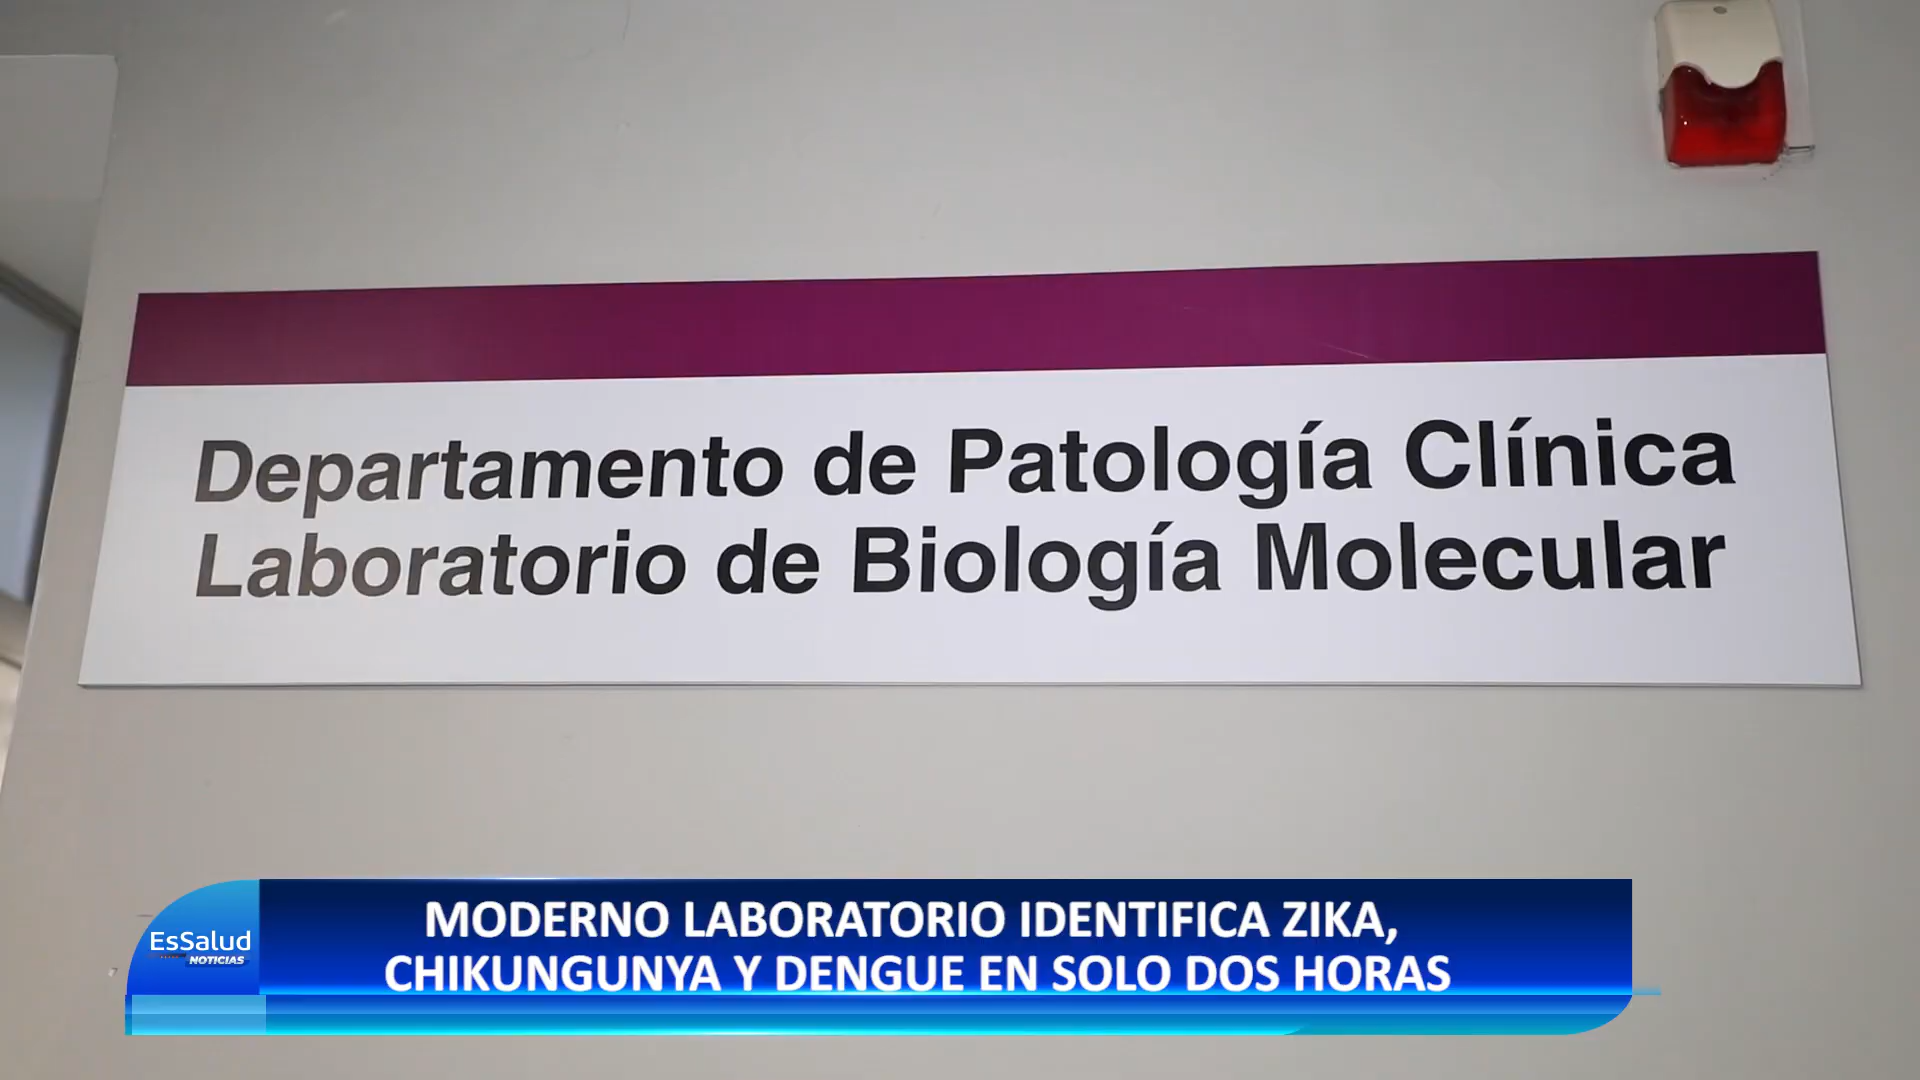 Departamento de Patología Clínica
Laboratorio de Biología Molecular
MODERNO LABORATORIO IDENTIFICA ZIKA,
CHIKUNGUNYA Y DENGUE EN SOLO DOS HORAS
EsSalud
NOTICIAS